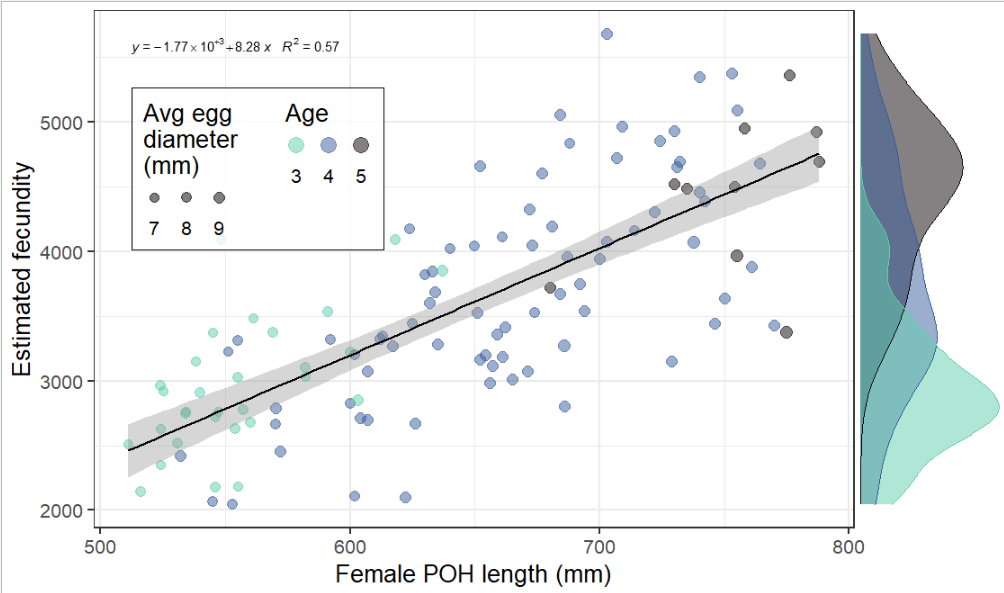 y = −1.77 × 10⁺³ + 8.28 x R² = 0.57
Avg egg
diameter
(mm)
7 8 9
Age
3 4 5
5000
4000
3000
2000
Estimated fecundity
500 600 700 800
Female POH length (mm)